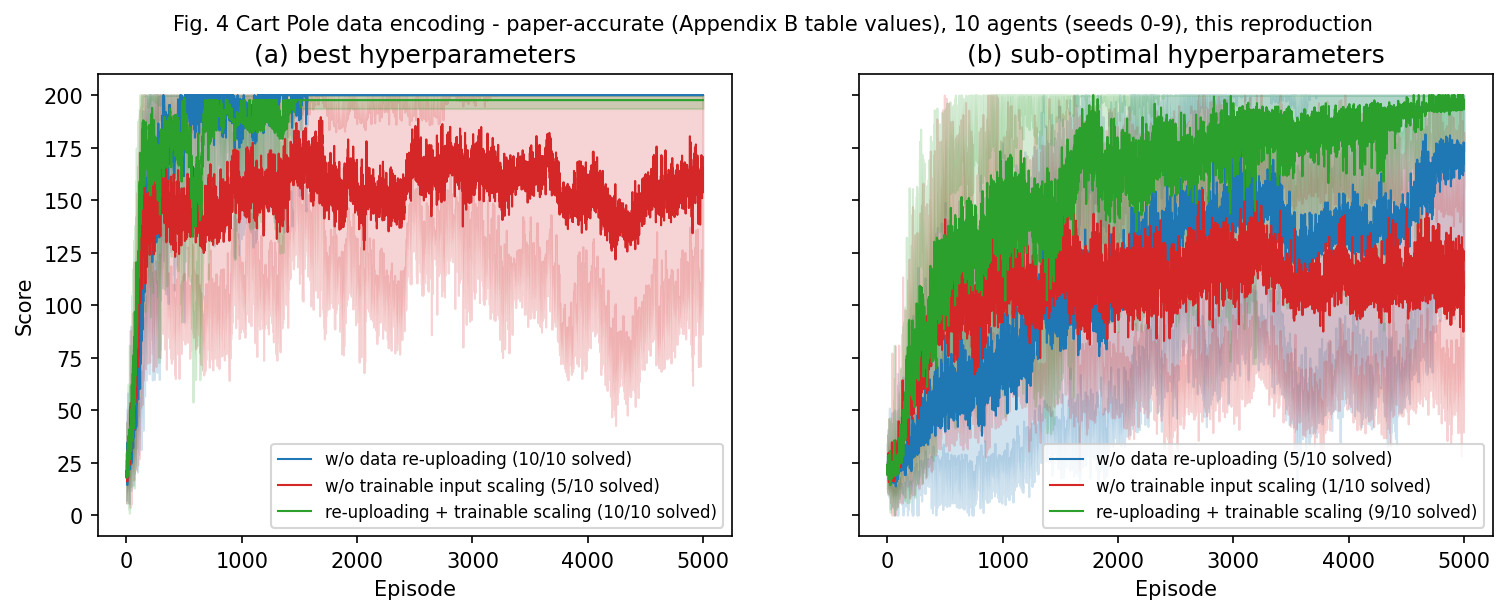 Fig. 4 Cart Pole data encoding - paper-accurate (Appendix B table values), 10 agents (seeds 0-9), this reproduction
(a) best hyperparameters
200
175
150
125
100
75
50
25
0
Score
0 1000 2000 3000 4000 5000
Episode
w/o data re-uploading (10/10 solved)
w/o trainable input scaling (5/10 solved)
re-uploading + trainable scaling (10/10 solved)
(b) sub-optimal hyperparameters
0 1000 2000 3000 4000 5000
Episode
w/o data re-uploading (5/10 solved)
w/o trainable input scaling (1/10 solved)
re-uploading + trainable scaling (9/10 solved)